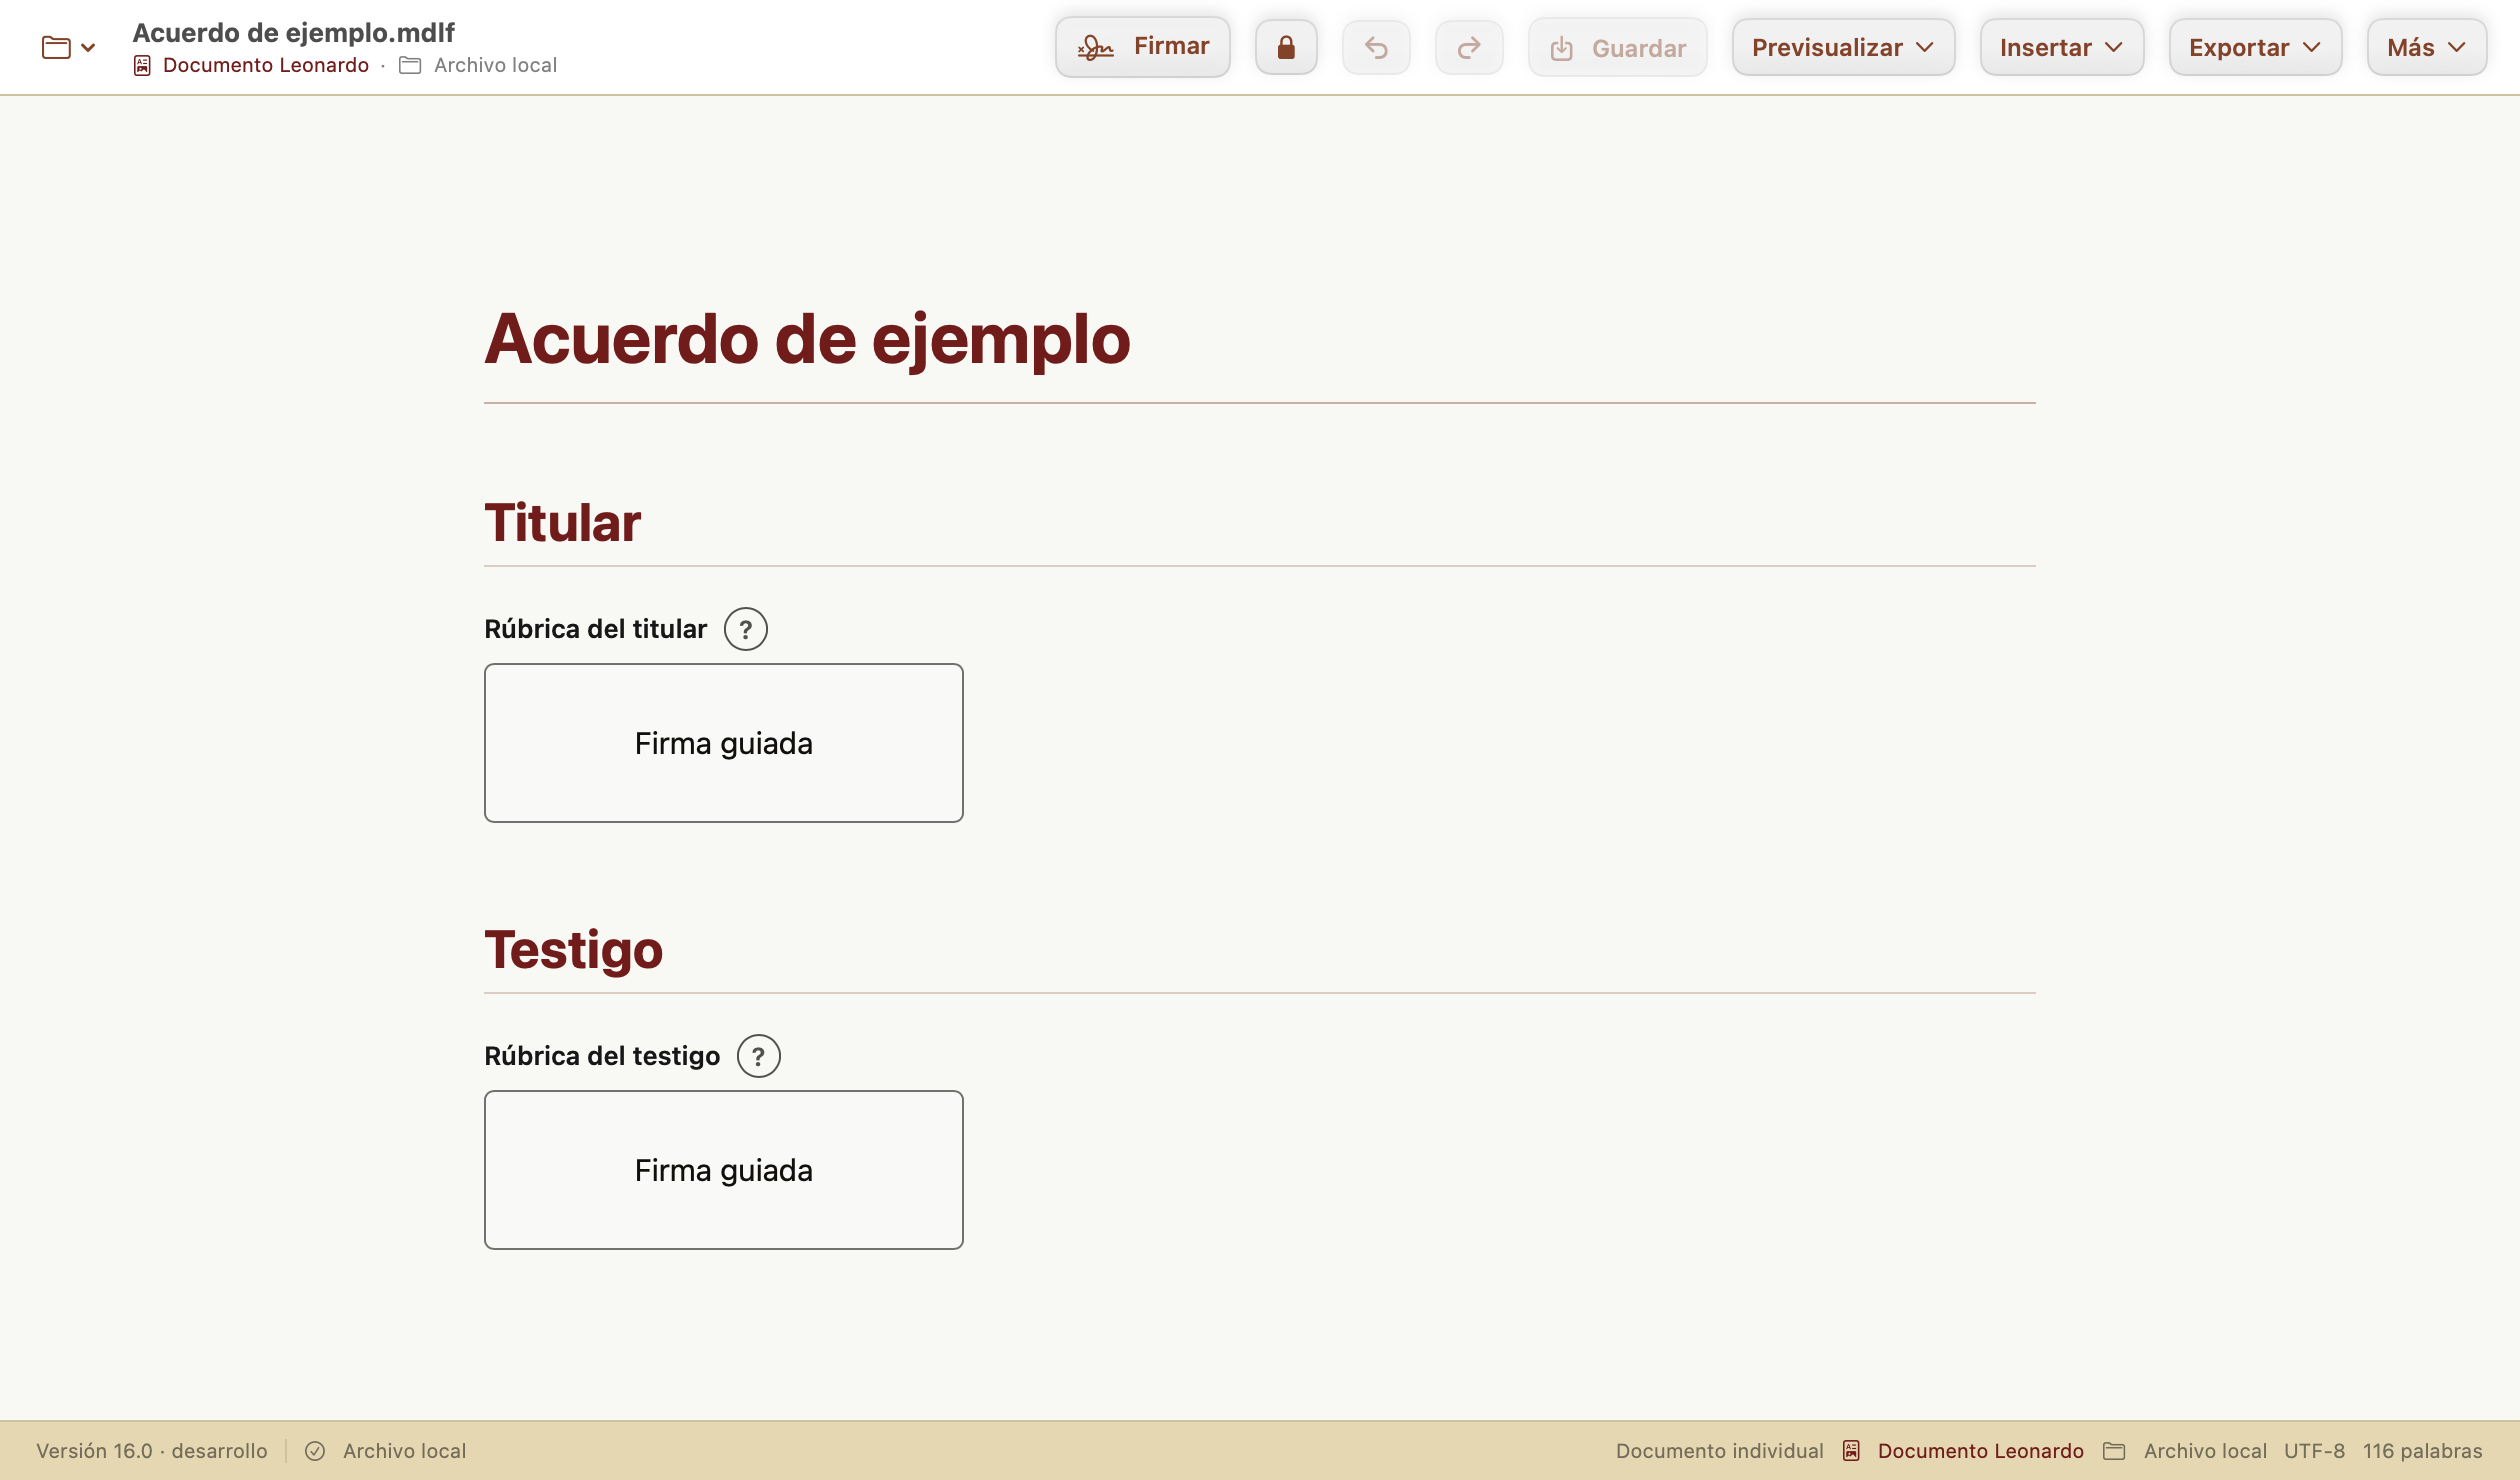 Acuerdo de ejemplo.mdlf
Documento Leonardo · Archivo local
Firmar
Guardar
Previsualizar
Insertar
Exportar
Más
Acuerdo de ejemplo
Titular
Rúbrica del titular ?
Firma guiada
Testigo
Rúbrica del testigo ?
Firma guiada
Versión 16.0 · desarrollo
Archivo local
Documento individual
Documento Leonardo
Archivo local
UTF-8
116 palabras